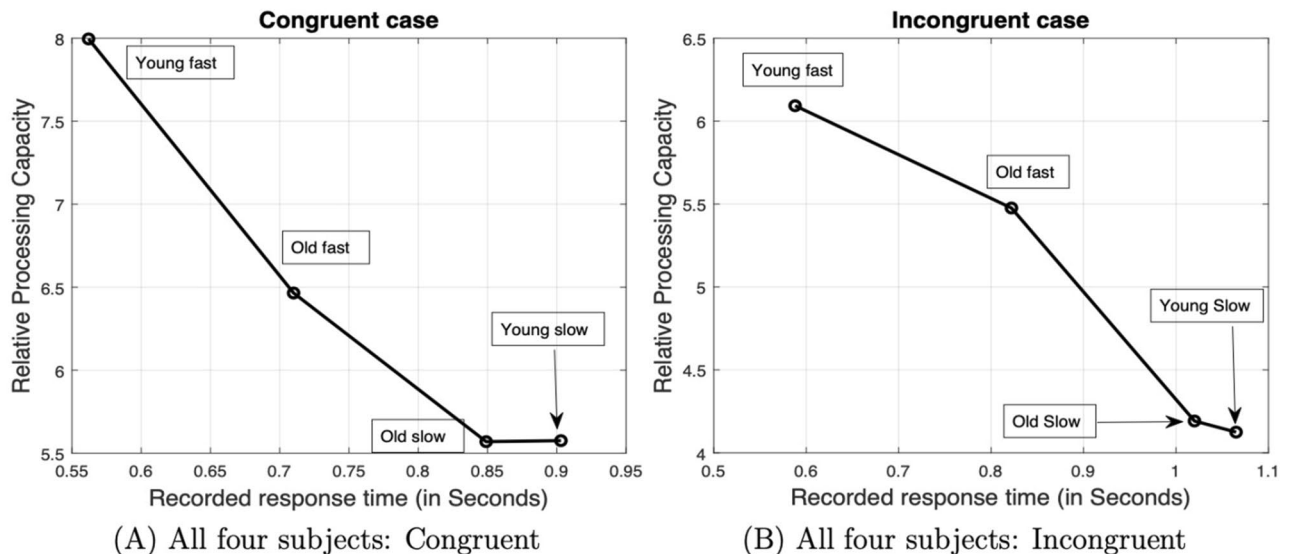 Congruent case
8
7.5
7
6.5
6
5.5
Relative Processing Capacity
Young fast
Old fast
Young slow
Old slow
0.55 0.6 0.65 0.7 0.75 0.8 0.85 0.9 0.95
Recorded response time (in Seconds)
(A) All four subjects: Congruent
Incongruent case
6.5
6
5.5
5
4.5
4
Relative Processing Capacity
Young fast
Old fast
Young Slow
Old Slow
0.5 0.6 0.7 0.8 0.9 1 1.1
Recorded response time (in Seconds)
(B) All four subjects: Incongruent